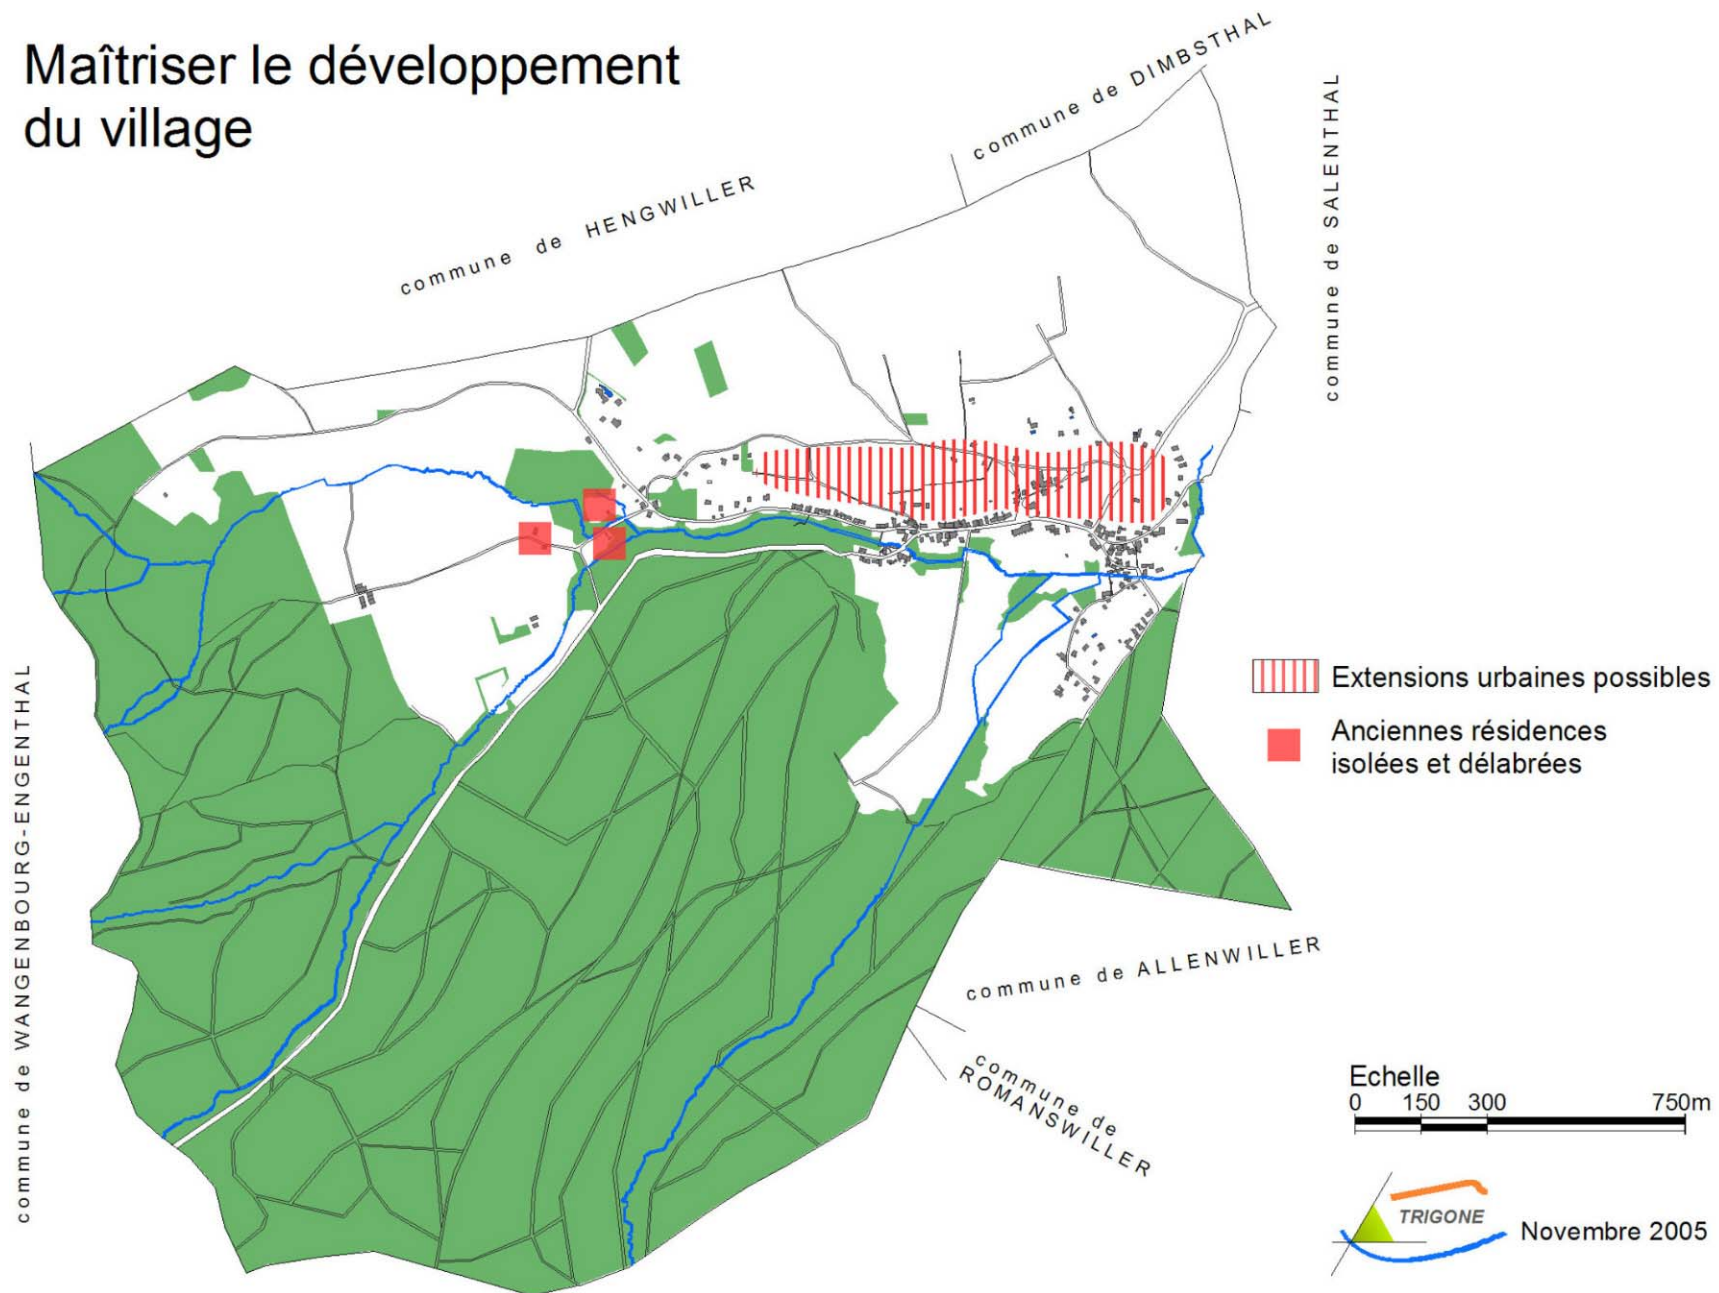 Maîtriser le développement
du village
commune de DIMBSTHAL
commune de HENGWILLER
commune de SALENTHAL
commune de WANGENBOURG-ENGENTHAL
Extensions urbaines possibles
Anciennes résidences
isolées et délabrées
commune de ALLENWILLER
commune de
ROMANSWILLER
Echelle
0 150 300 750m
TRIGONE
Novembre 2005